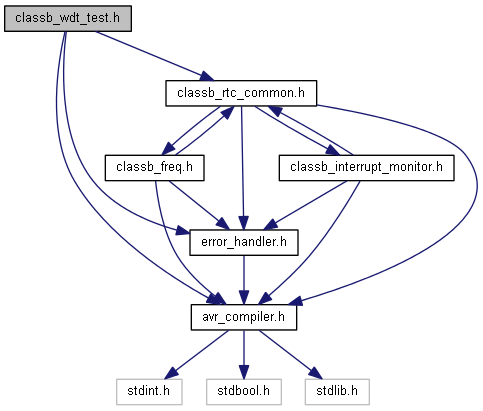 classb_wdt_test.h
classb_rtc_common.h
classb_freq.h
classb_interrupt_monitor.h
error_handler.h
avr_compiler.h
stdint.h
stdbool.h
stdlib.h